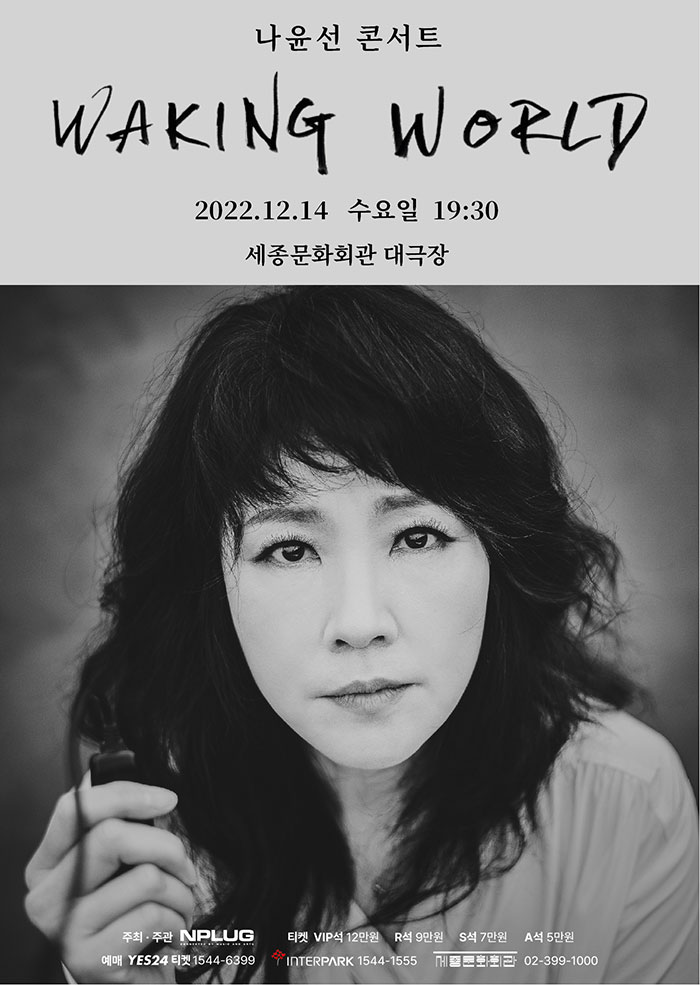 나윤선 콘서트
WAKING WORLD
2022.12.14 수요일 19:30
세종문화회관 대극장
주최 · 주관 NPLUG 티켓 VIP석 12만원 R석 9만원 S석 7만원 A석 5만원
예매 YES24 티켓 1544-6399 INTERPARK 1544-1555 세종문화회관 02-399-1000